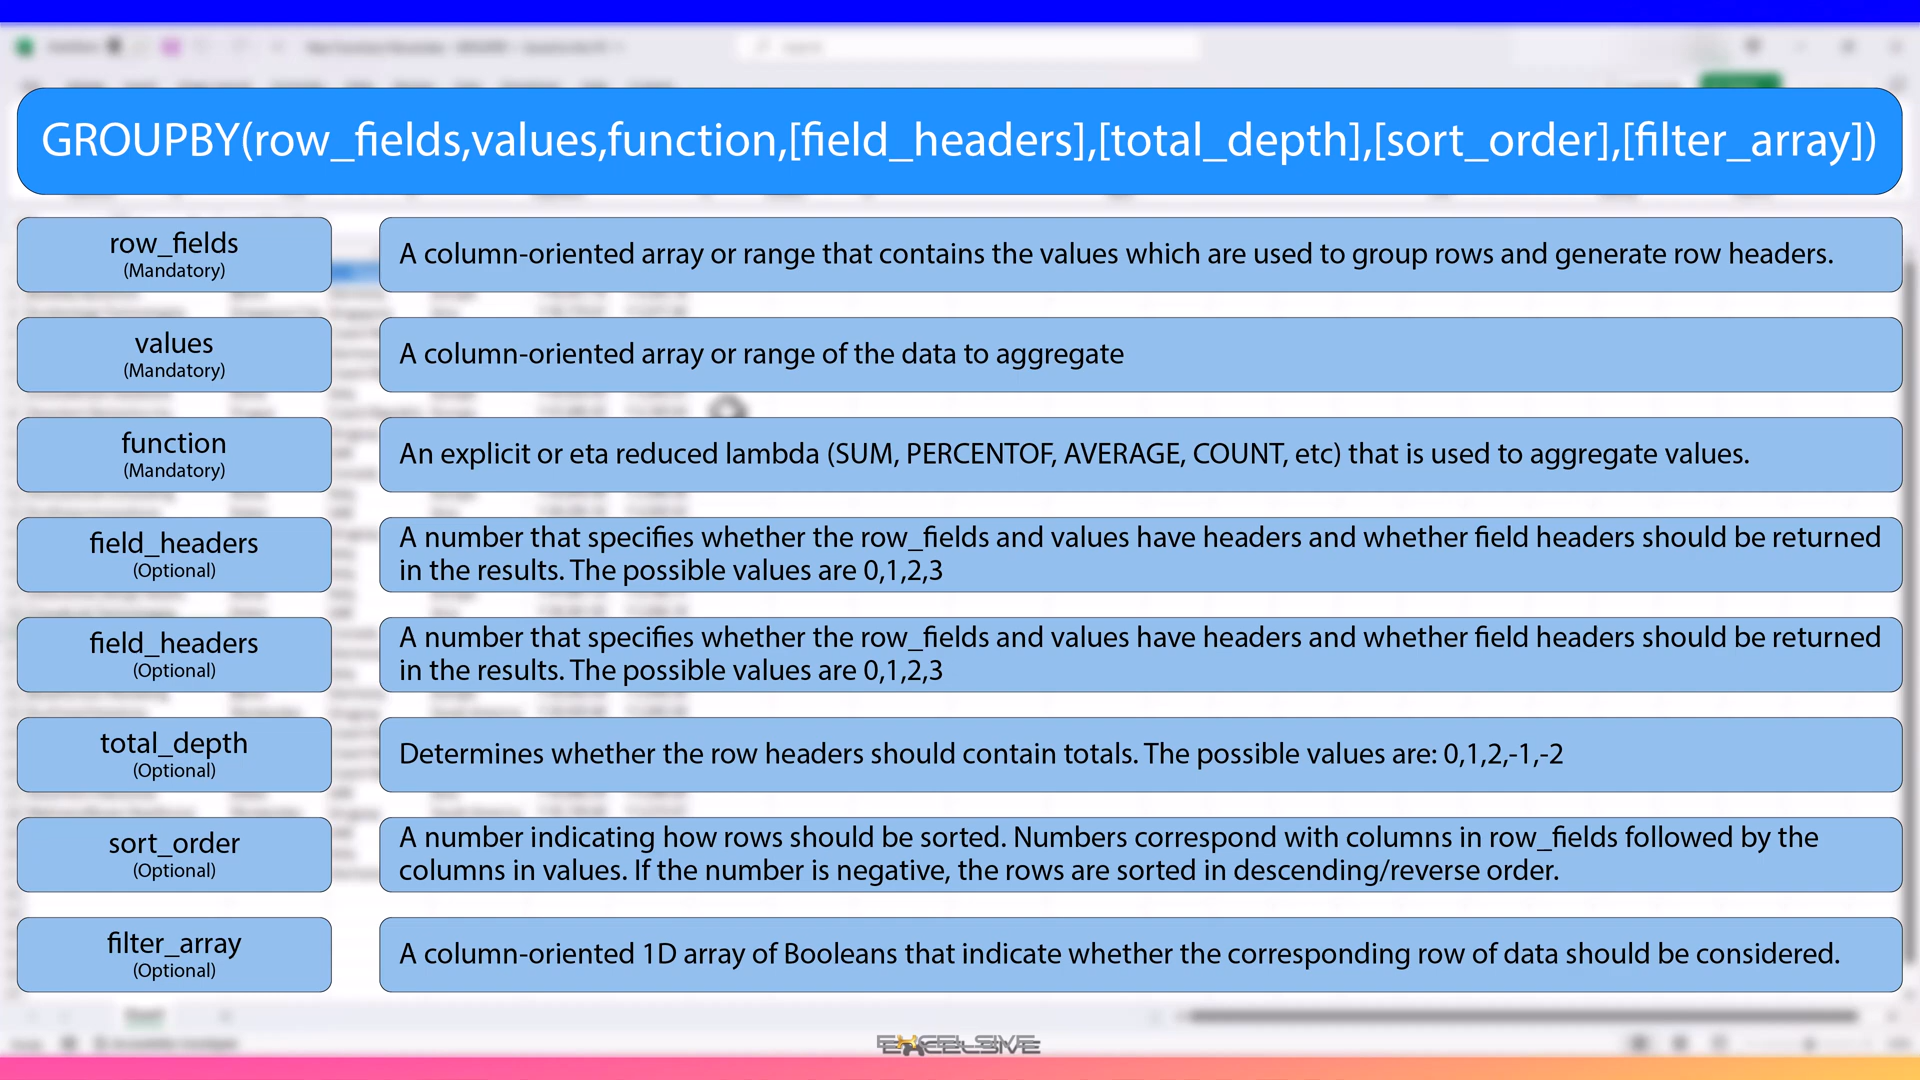 GROUPBY(row_fields,values,function,[field_headers],[total_depth],[sort_order],[filter_array])
row_fields
(Mandatory)
A column-oriented array or range that contains the values which are used to group rows and generate row headers.
values
(Mandatory)
A column-oriented array or range of the data to aggregate
function
(Mandatory)
An explicit or eta reduced lambda (SUM, PERCENTOF, AVERAGE, COUNT, etc) that is used to aggregate values.
field_headers
(Optional)
A number that specifies whether the row_fields and values have headers and whether field headers should be returned
in the results. The possible values are 0,1,2,3
field_headers
(Optional)
A number that specifies whether the row_fields and values have headers and whether field headers should be returned
in the results. The possible values are 0,1,2,3
total_depth
(Optional)
Determines whether the row headers should contain totals. The possible values are: 0,1,2,-1,-2
sort_order
(Optional)
A number indicating how rows should be sorted. Numbers correspond with columns in row_fields followed by the
columns in values. If the number is negative, the rows are sorted in descending/reverse order.
filter_array
(Optional)
A column-oriented 1D array of Booleans that indicate whether the corresponding row of data should be considered.
EXCELSIVE